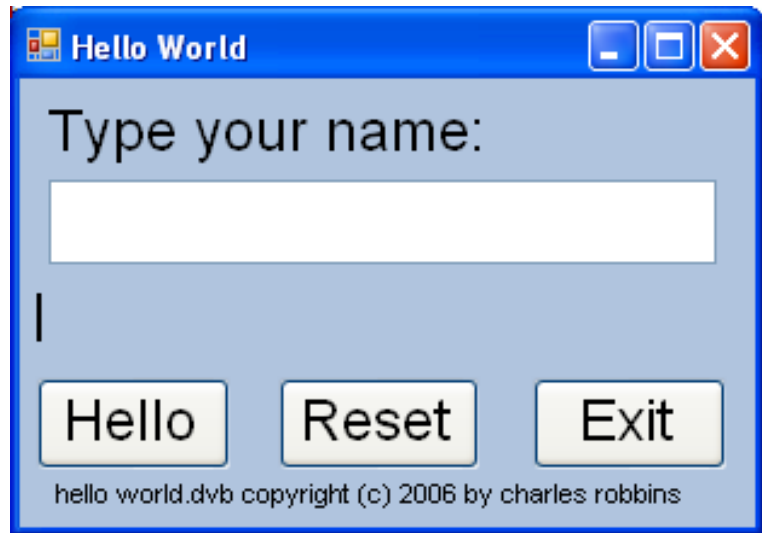 Hello World
Type your name:
Hello Reset Exit
hello world.dvb copyright (c) 2006 by charles robbins